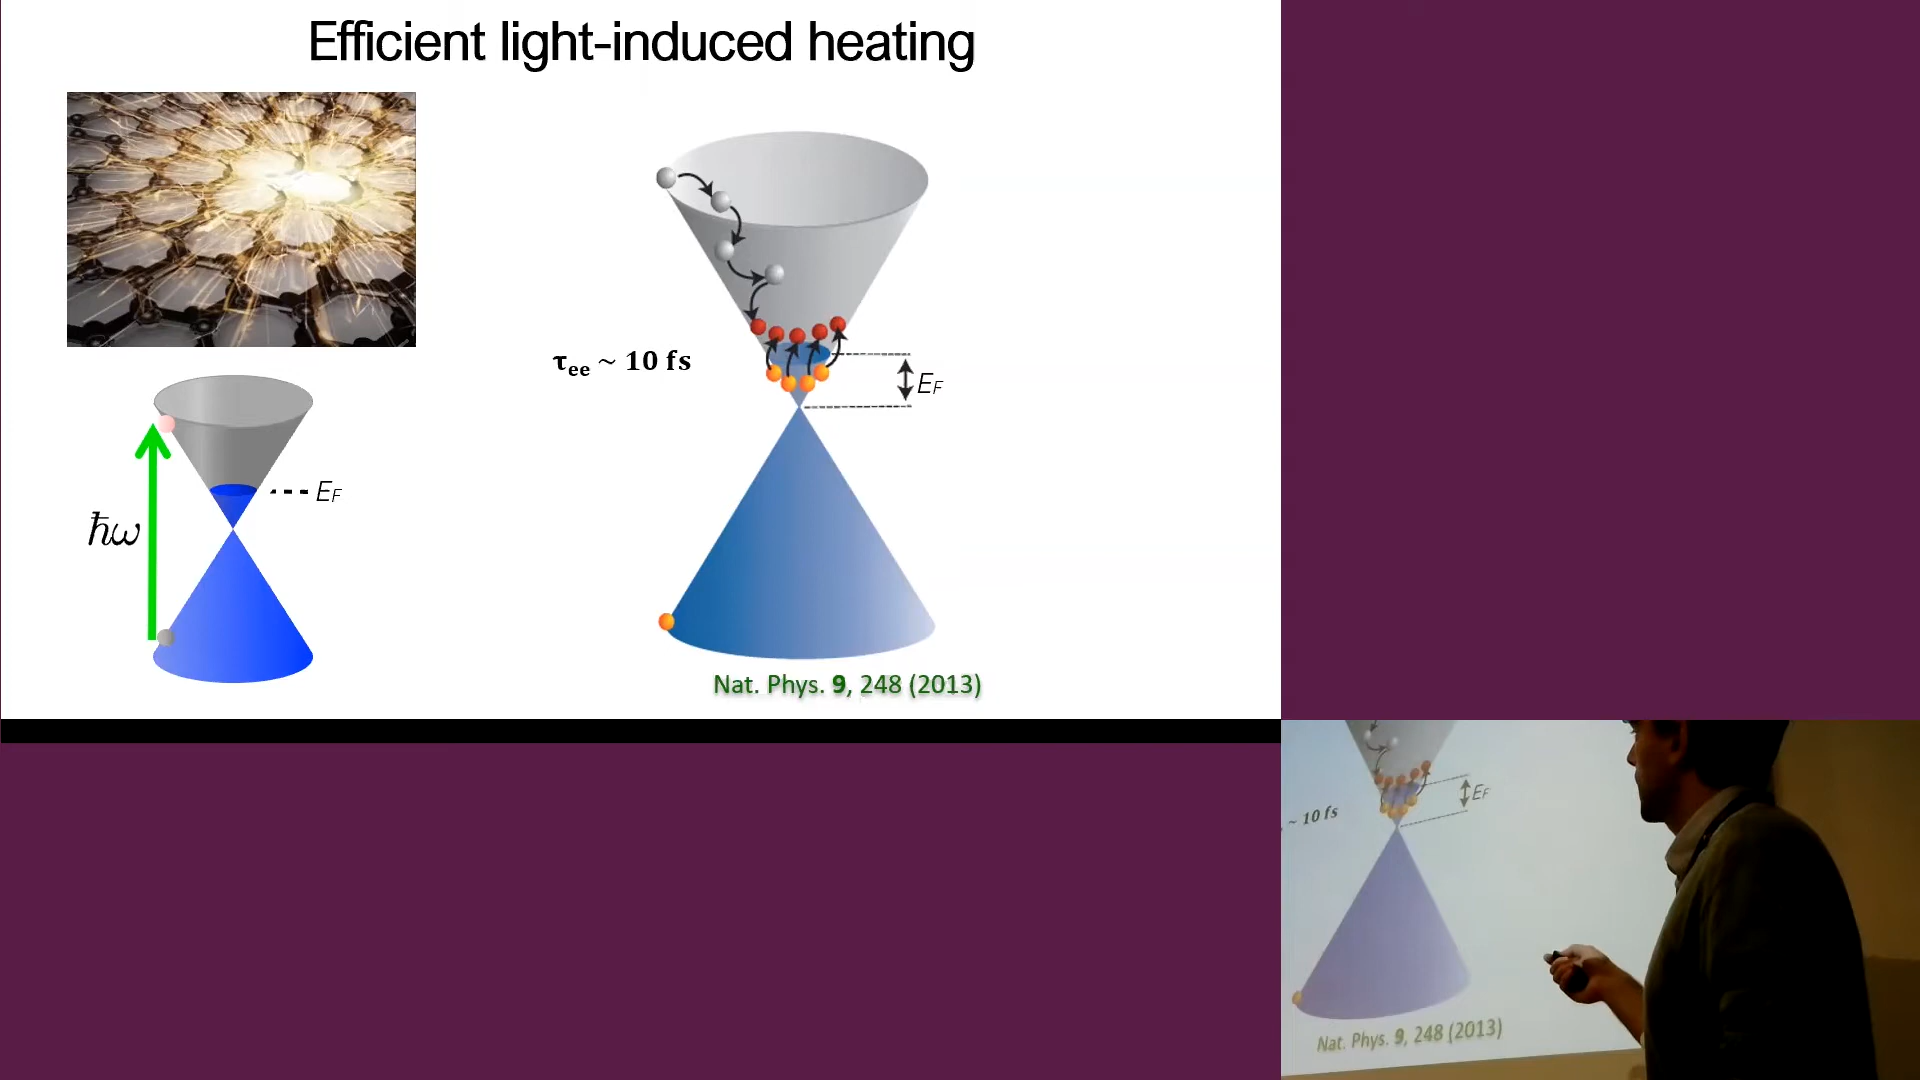 Efficient light-induced heating
τee ~ 10 fs
EF
EF
ħω
Nat. Phys. 9, 248 (2013)
EF
~ 10 fs
Nat. Phys. 9, 248 (2013)